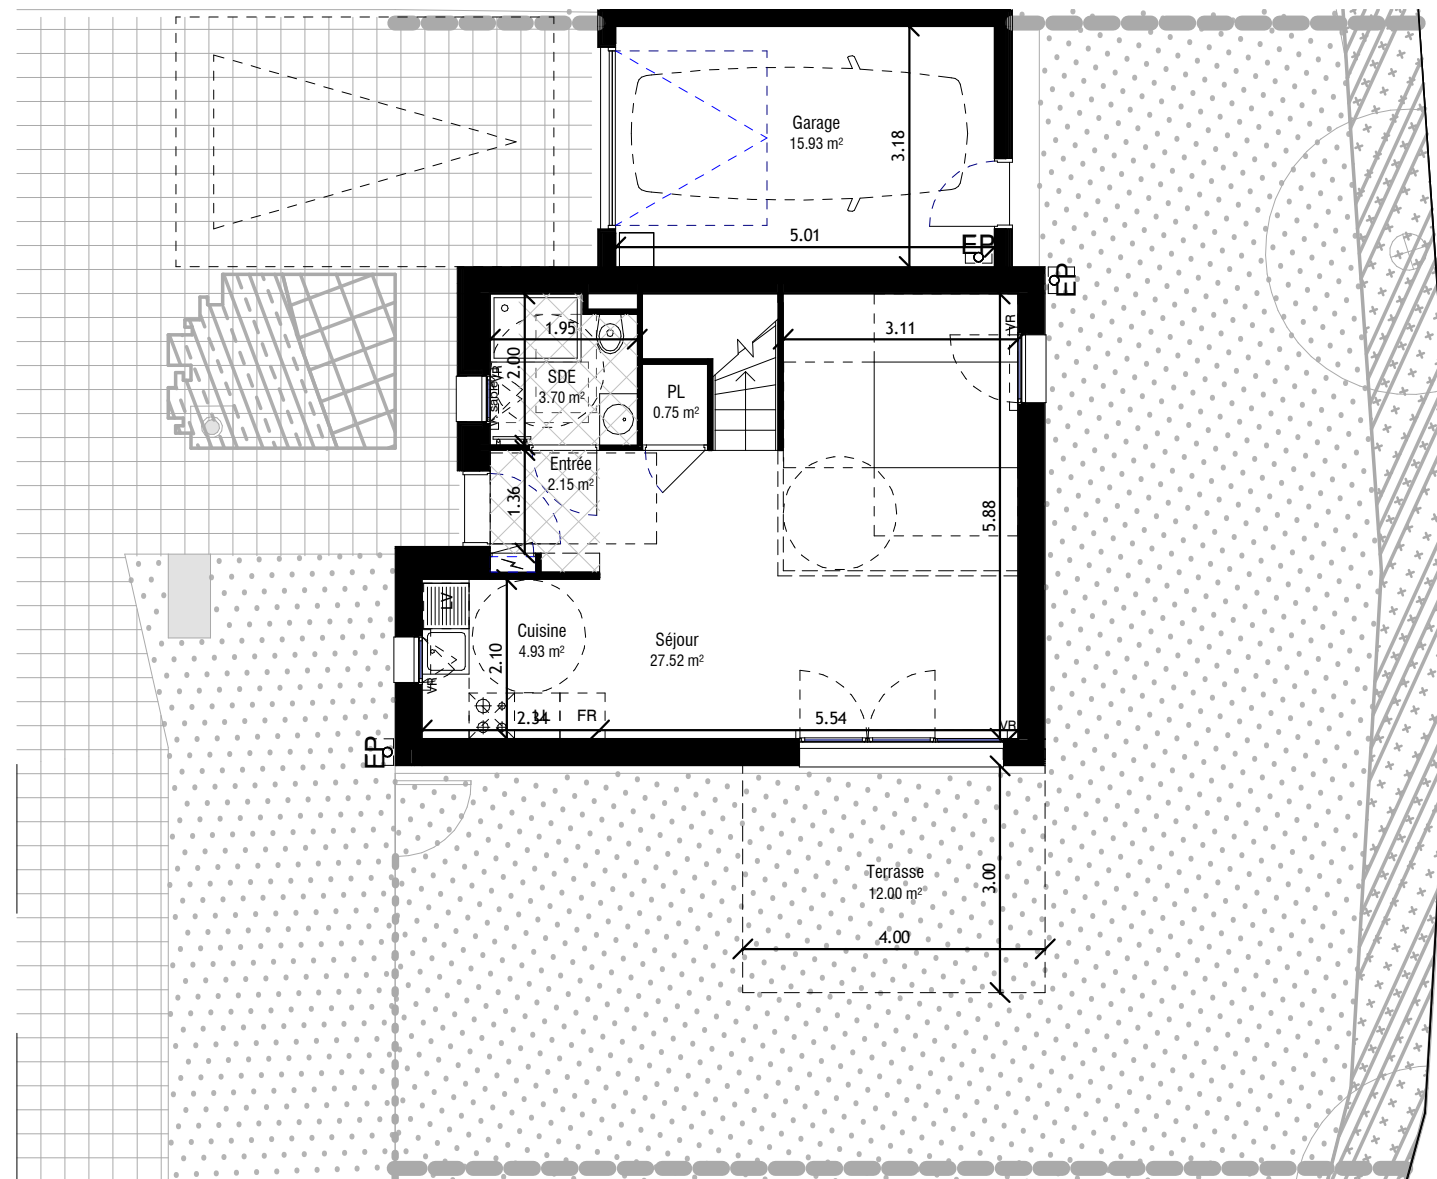 Garage
15.93 m²
3.18
5.01
EP
EP
1.95
3.11
VR
2.00
VR
V. sablé
SDE
3.70 m²
PL
0.75 m²
Entrée
2.15 m²
1.36
5.88
LV
Cuisine
4.93 m²
2.10
Séjour
27.52 m²
VR
2.34
LL
FR
5.54
VR
EP
Terrasse
12.00 m²
3.00
4.00